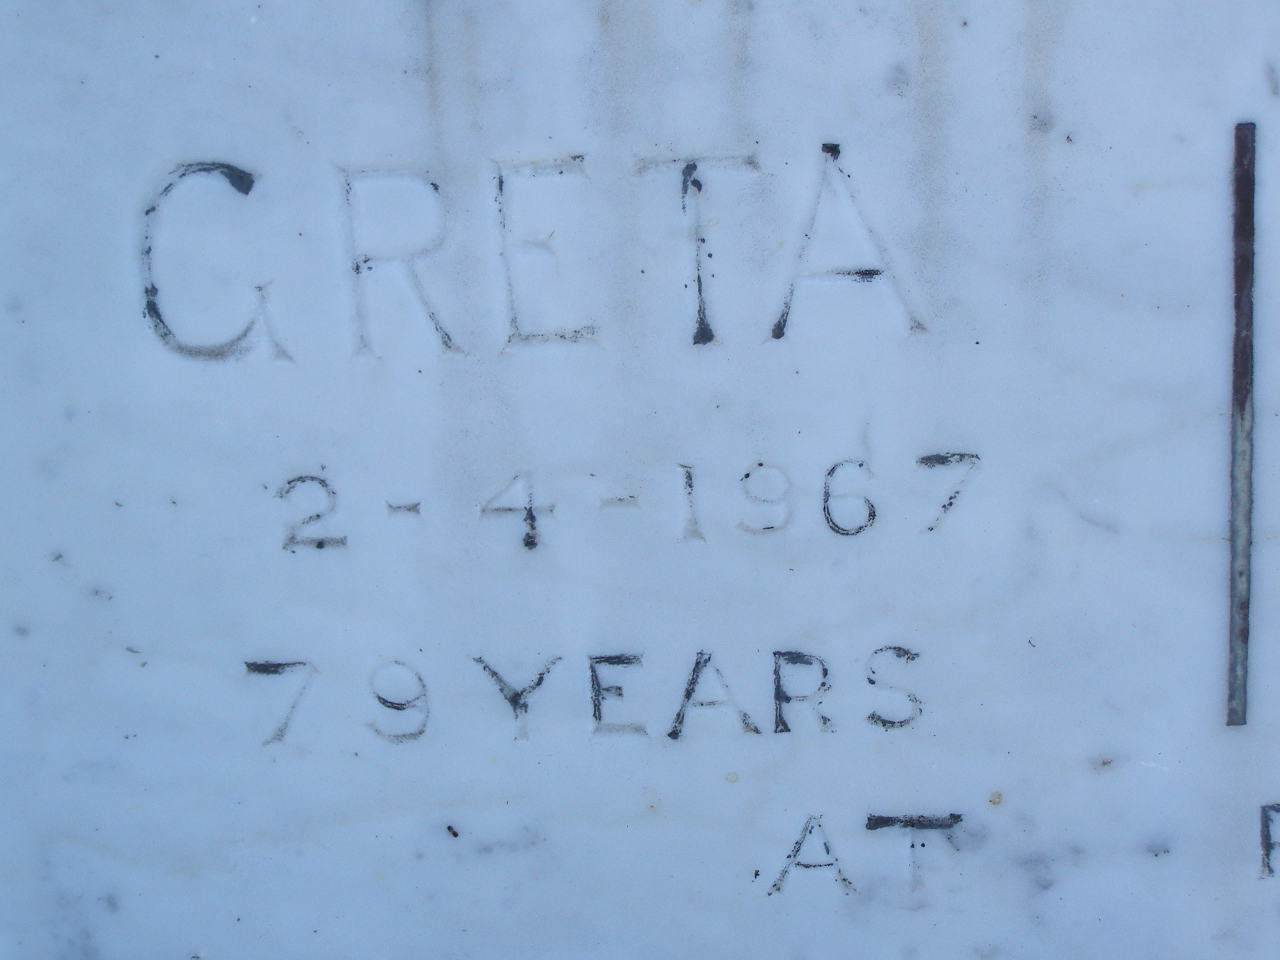 GRETA
2-4-1967
79 YEARS
AT